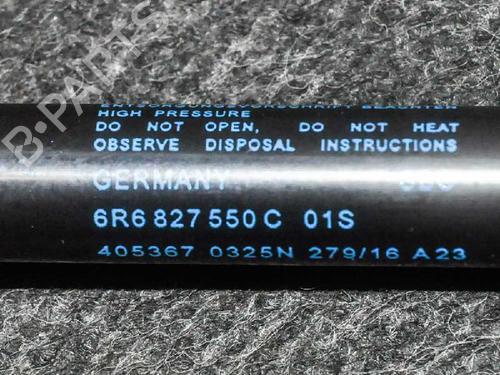 B-PARTS
HIGH PRESSURE
DO NOT OPEN, DO NOT HEAT
OBSERVE DISPOSAL INSTRUCTIONS
GERMANY
6R6 827 550 C 01S
405367 0325N 279/16 A23